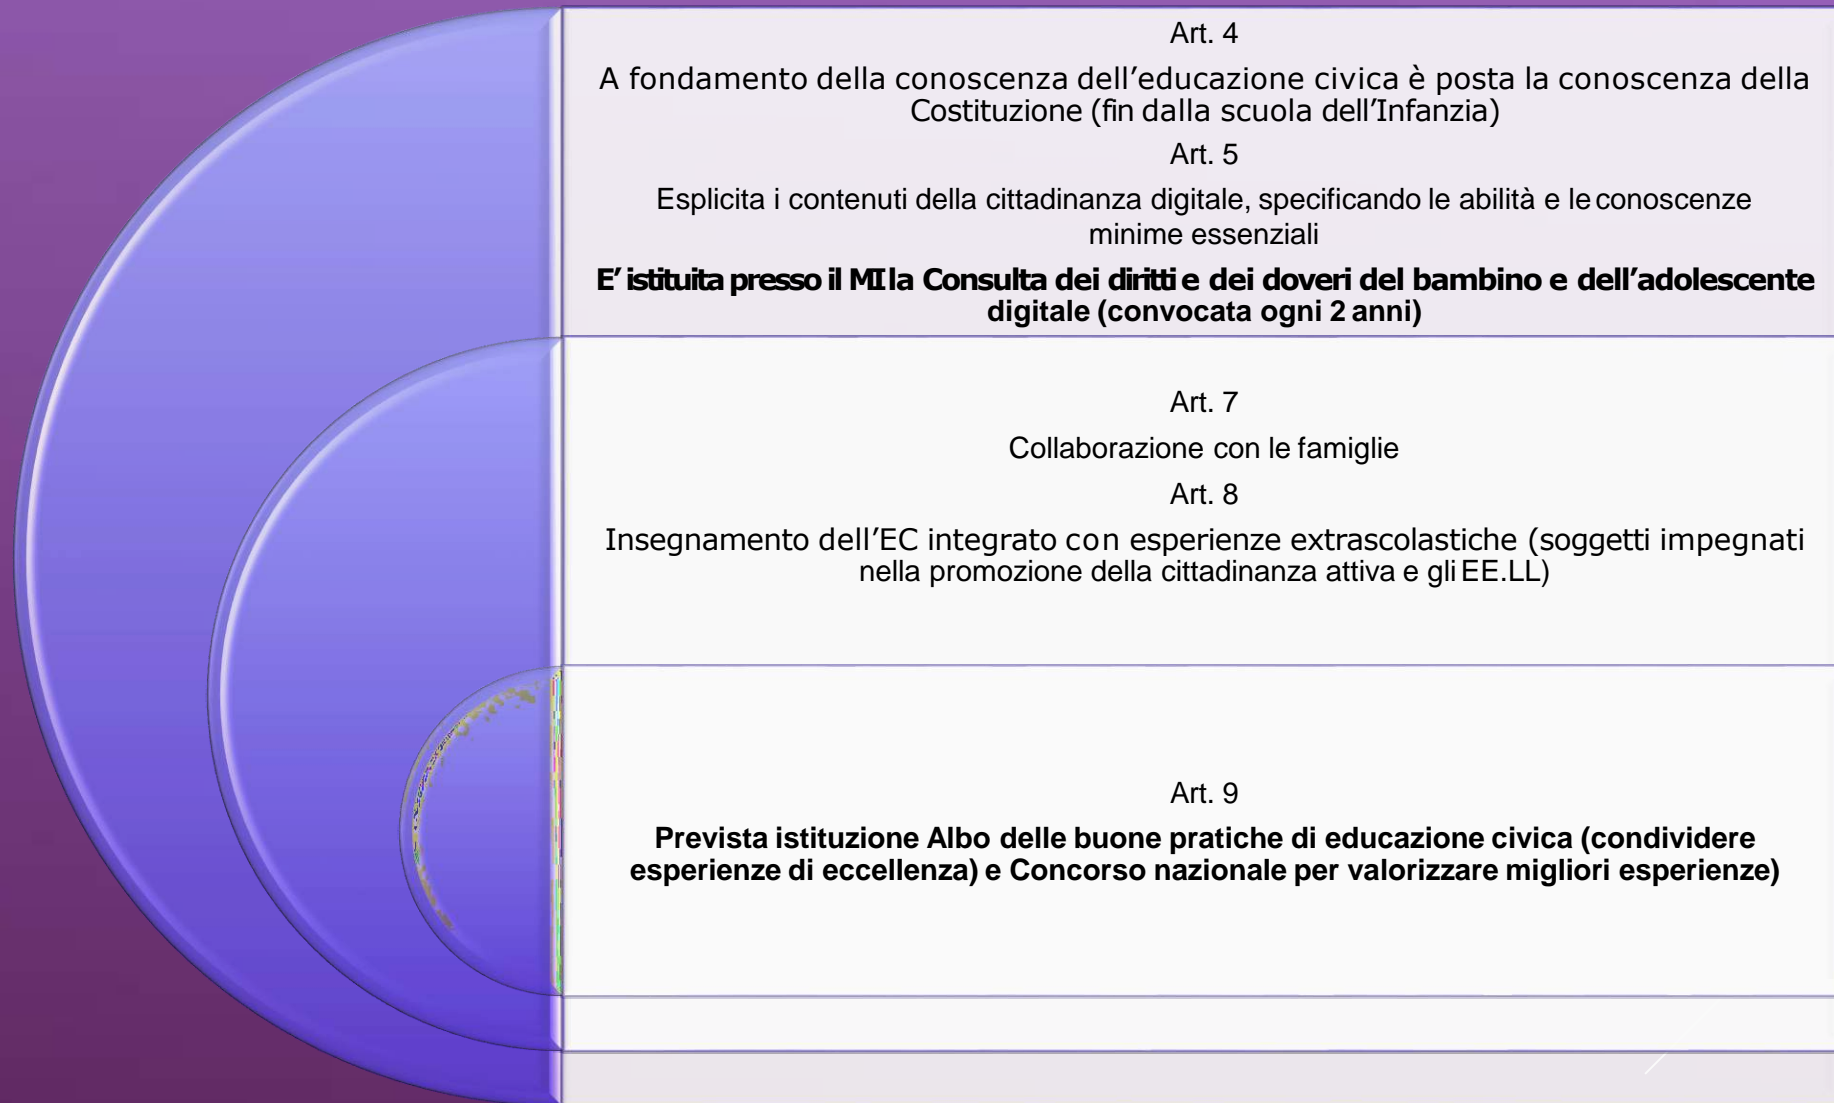 Art. 4
A fondamento della conoscenza dell’educazione civica è posta la conoscenza della
Costituzione (fin dalla scuola dell’Infanzia)
Art. 5
Esplicita i contenuti della cittadinanza digitale, specificando le abilità e le conoscenze
minime essenziali
E’ istituita presso il MI la Consulta dei diritti e dei doveri del bambino e dell’adolescente
digitale (convocata ogni 2 anni)
Art. 7
Collaborazione con le famiglie
Art. 8
Insegnamento dell’EC integrato con esperienze extrascolastiche (soggetti impegnati
nella promozione della cittadinanza attiva e gli EE.LL)
Art. 9
Prevista istituzione Albo delle buone pratiche di educazione civica (condividere
esperienze di eccellenza) e Concorso nazionale per valorizzare migliori esperienze)